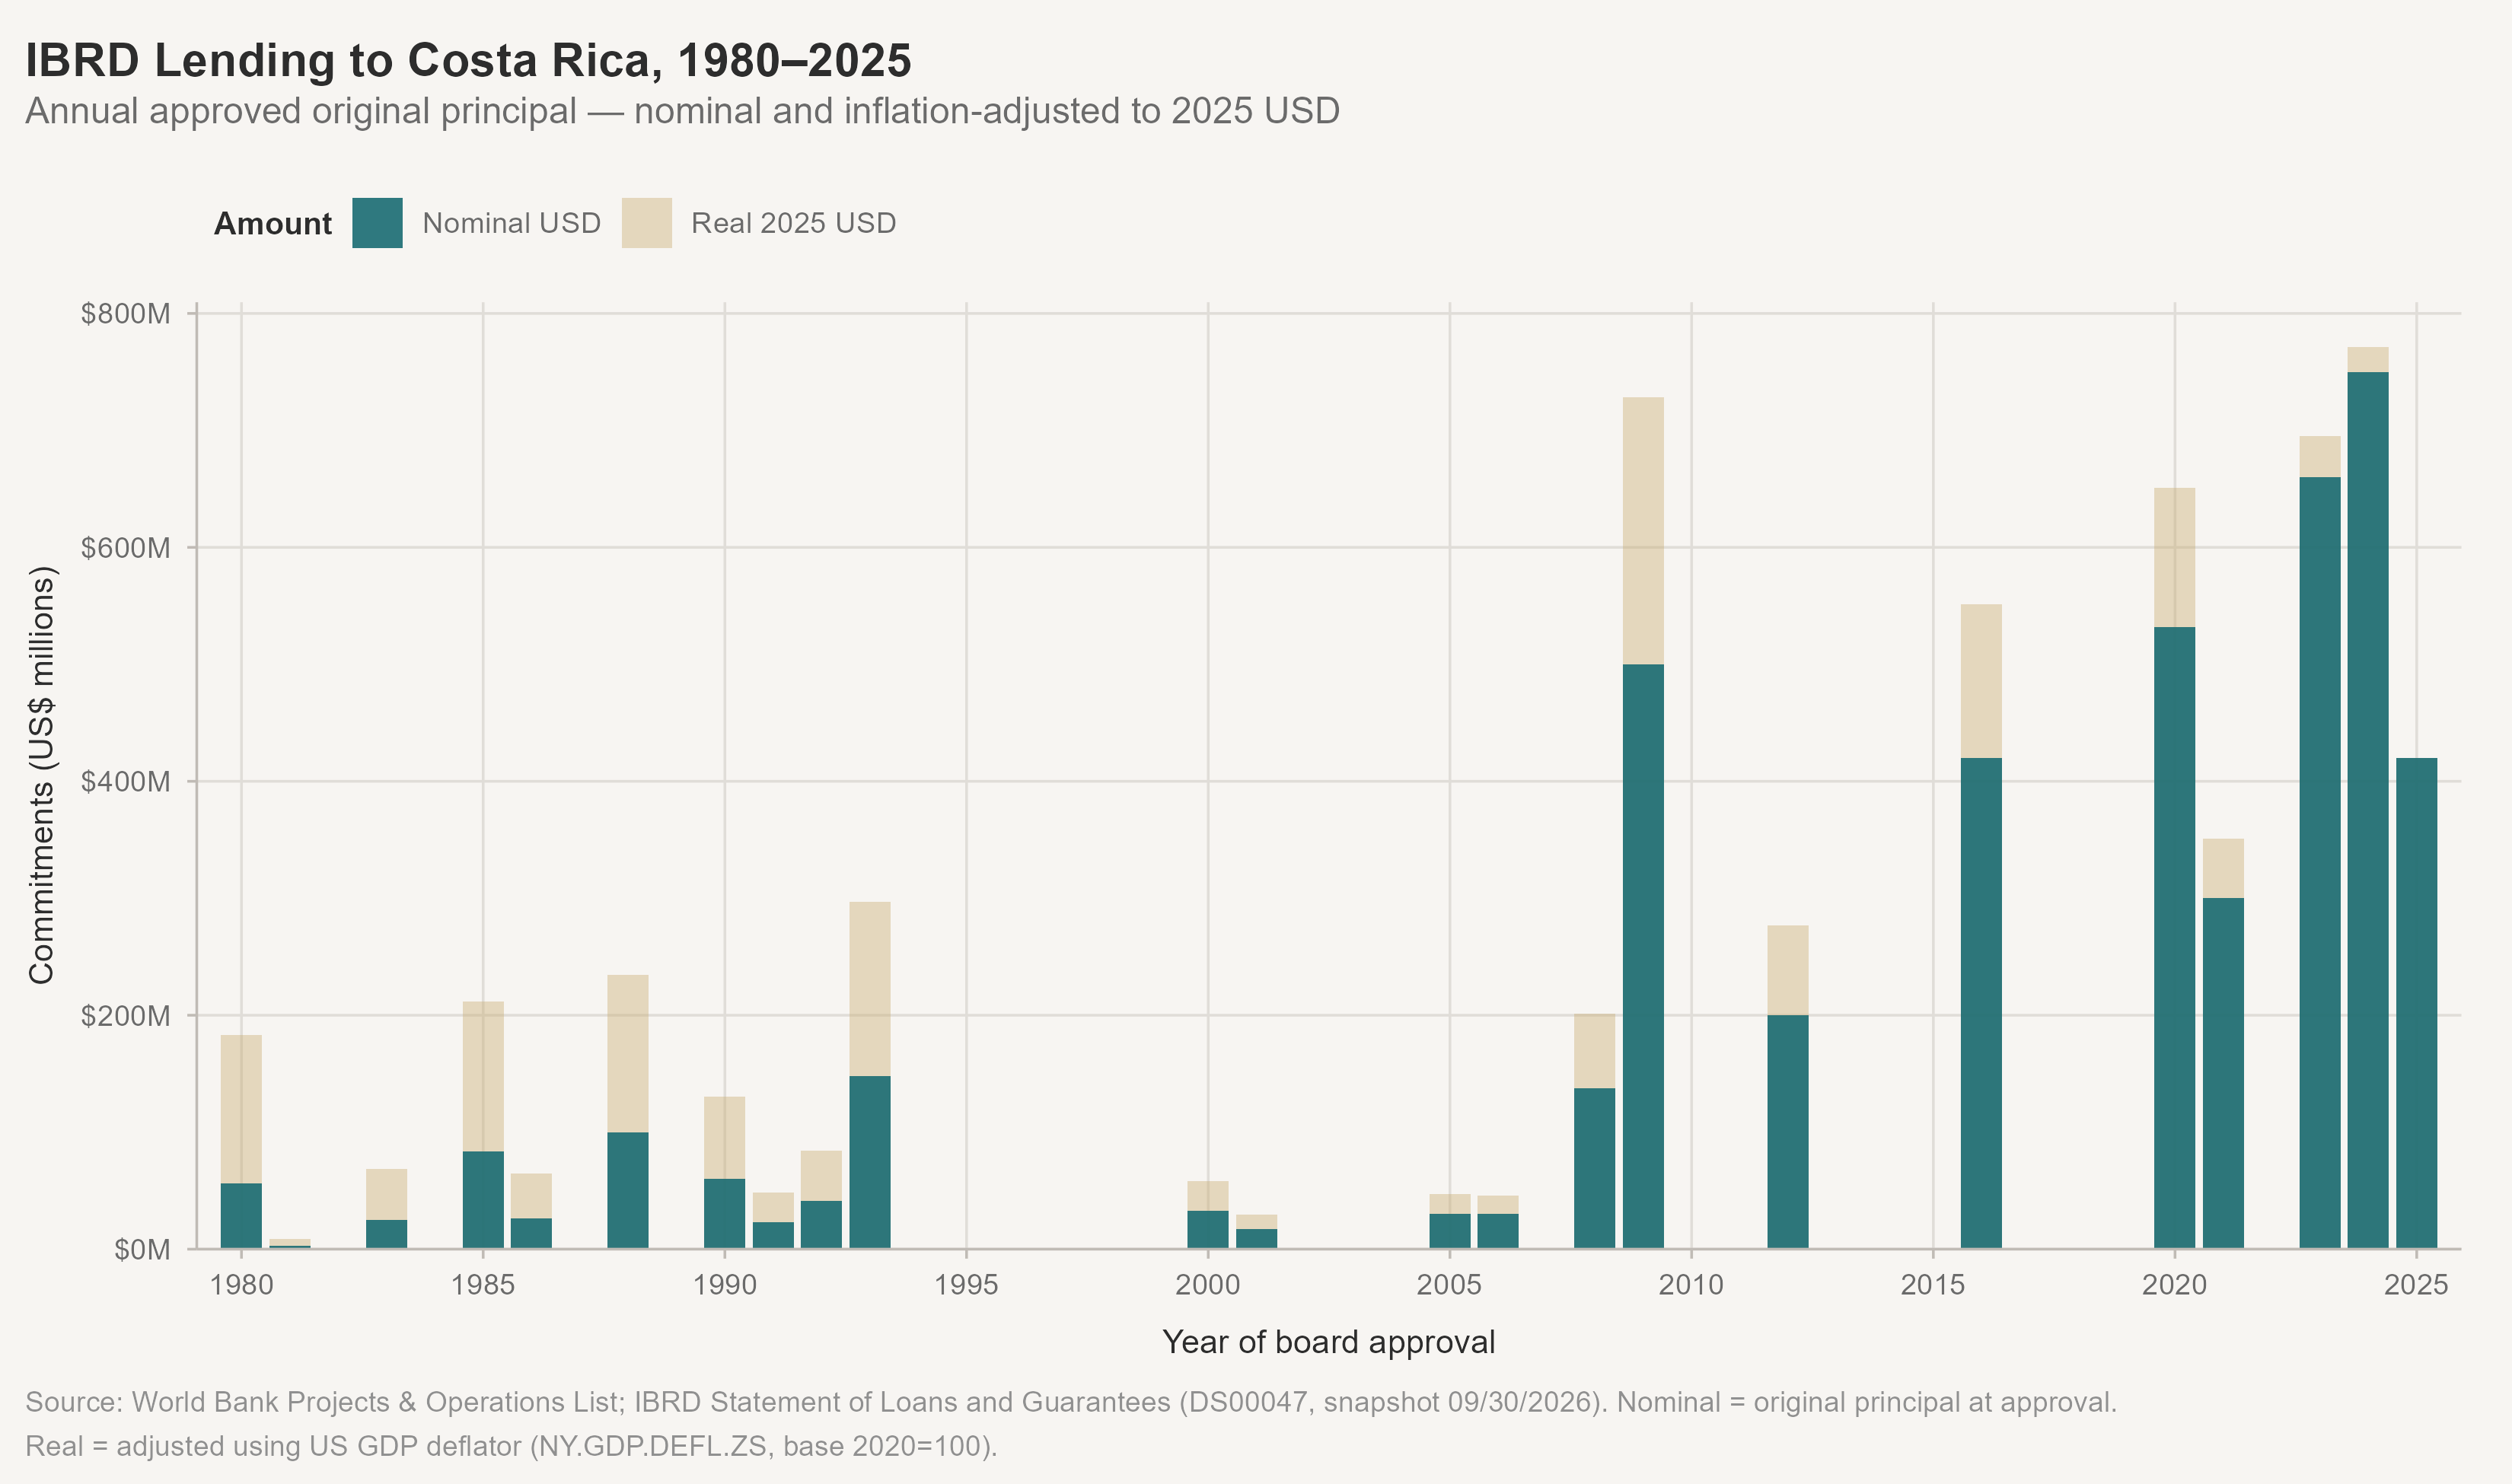 IBRD Lending to Costa Rica, 1980–2025
Annual approved original principal — nominal and inflation-adjusted to 2025 USD
Amount Nominal USD Real 2025 USD
Commitments (US$ millions)
$800M
$600M
$400M
$200M
$0M
1980 1985 1990 1995 2000 2005 2010 2015 2020 2025
Year of board approval
Source: World Bank Projects & Operations List; IBRD Statement of Loans and Guarantees (DS00047, snapshot 09/30/2026). Nominal = original principal at approval.
Real = adjusted using US GDP deflator (NY.GDP.DEFL.ZS, base 2020=100).